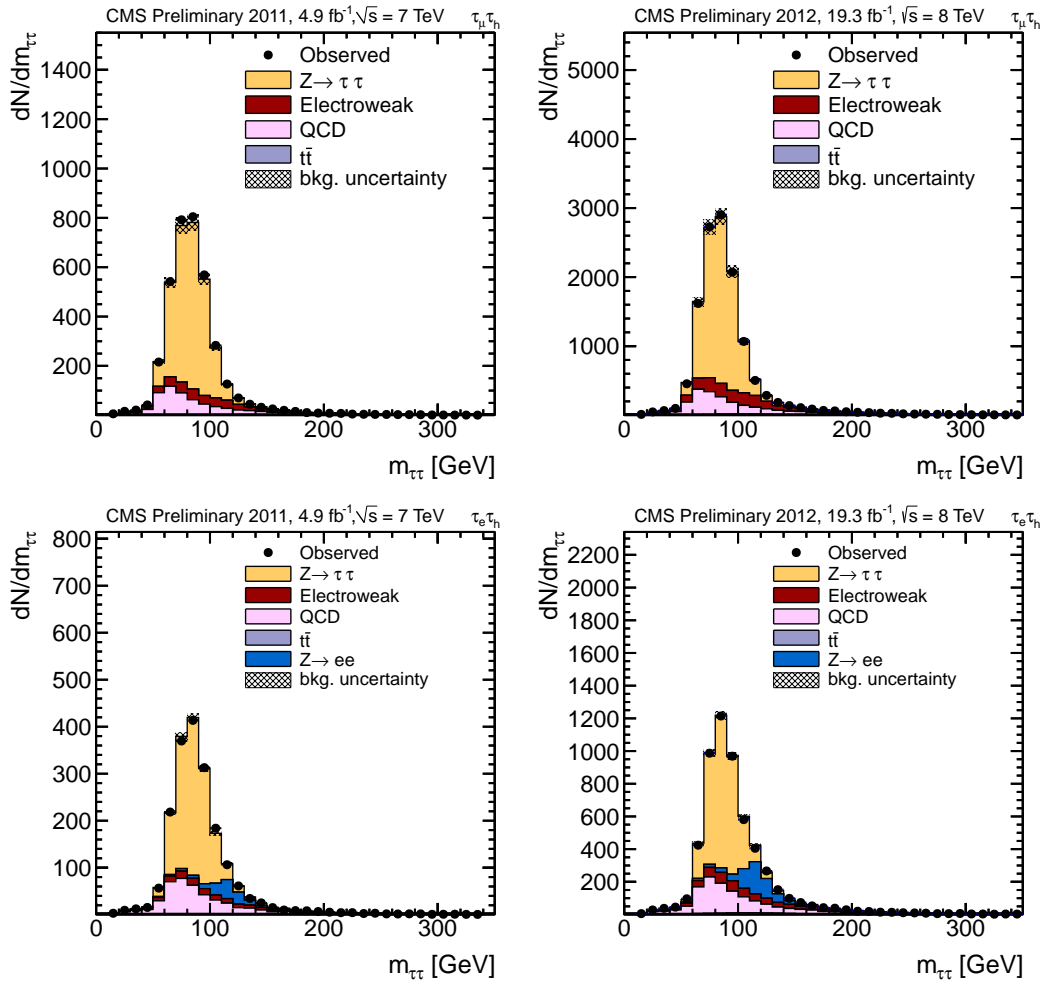 CMS Preliminary 2011, 4.9 fb⁻¹,√s = 7 TeV τμτh
dN/dmττ
1400
1200
1000
800
600
400
200
Observed
Z→ τ τ
Electroweak
QCD
tt̄
bkg. uncertainty
0 100 200 300
mττ [GeV]
CMS Preliminary 2012, 19.3 fb⁻¹, √s = 8 TeV τμτh
dN/dmττ
5000
4000
3000
2000
1000
Observed
Z→ τ τ
Electroweak
QCD
tt̄
bkg. uncertainty
0 100 200 300
mττ [GeV]
CMS Preliminary 2011, 4.9 fb⁻¹,√s = 7 TeV τeτh
dN/dmττ
800
700
600
500
400
300
200
100
Observed
Z→ τ τ
Electroweak
QCD
tt̄
Z→ ee
bkg. uncertainty
0 100 200 300
mττ [GeV]
CMS Preliminary 2012, 19.3 fb⁻¹, √s = 8 TeV τeτh
dN/dmττ
2200
2000
1800
1600
1400
1200
1000
800
600
400
200
Observed
Z→ τ τ
Electroweak
QCD
tt̄
Z→ ee
bkg. uncertainty
0 100 200 300
mττ [GeV]